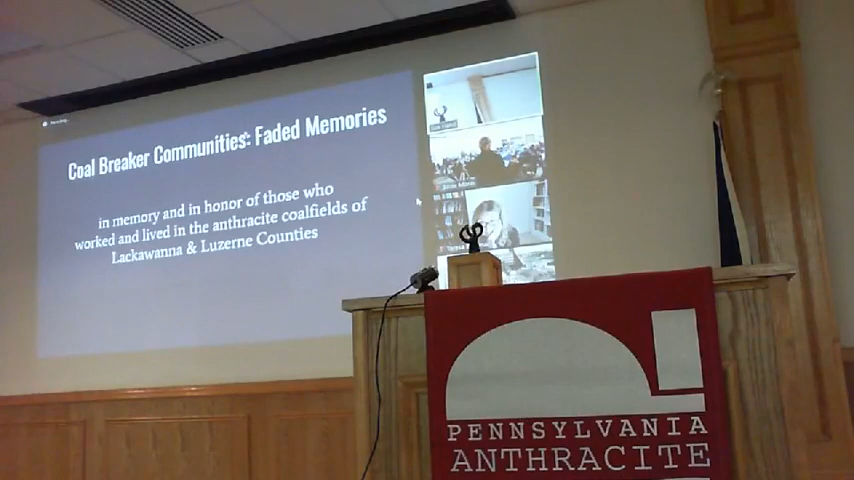 Coal Breaker Communities: Faded Memories
in memory and in honor of those who
worked and lived in the anthracite coalfields of
Lackawanna & Luzerne Counties
PENNSYLVANIA
ANTHRACITE